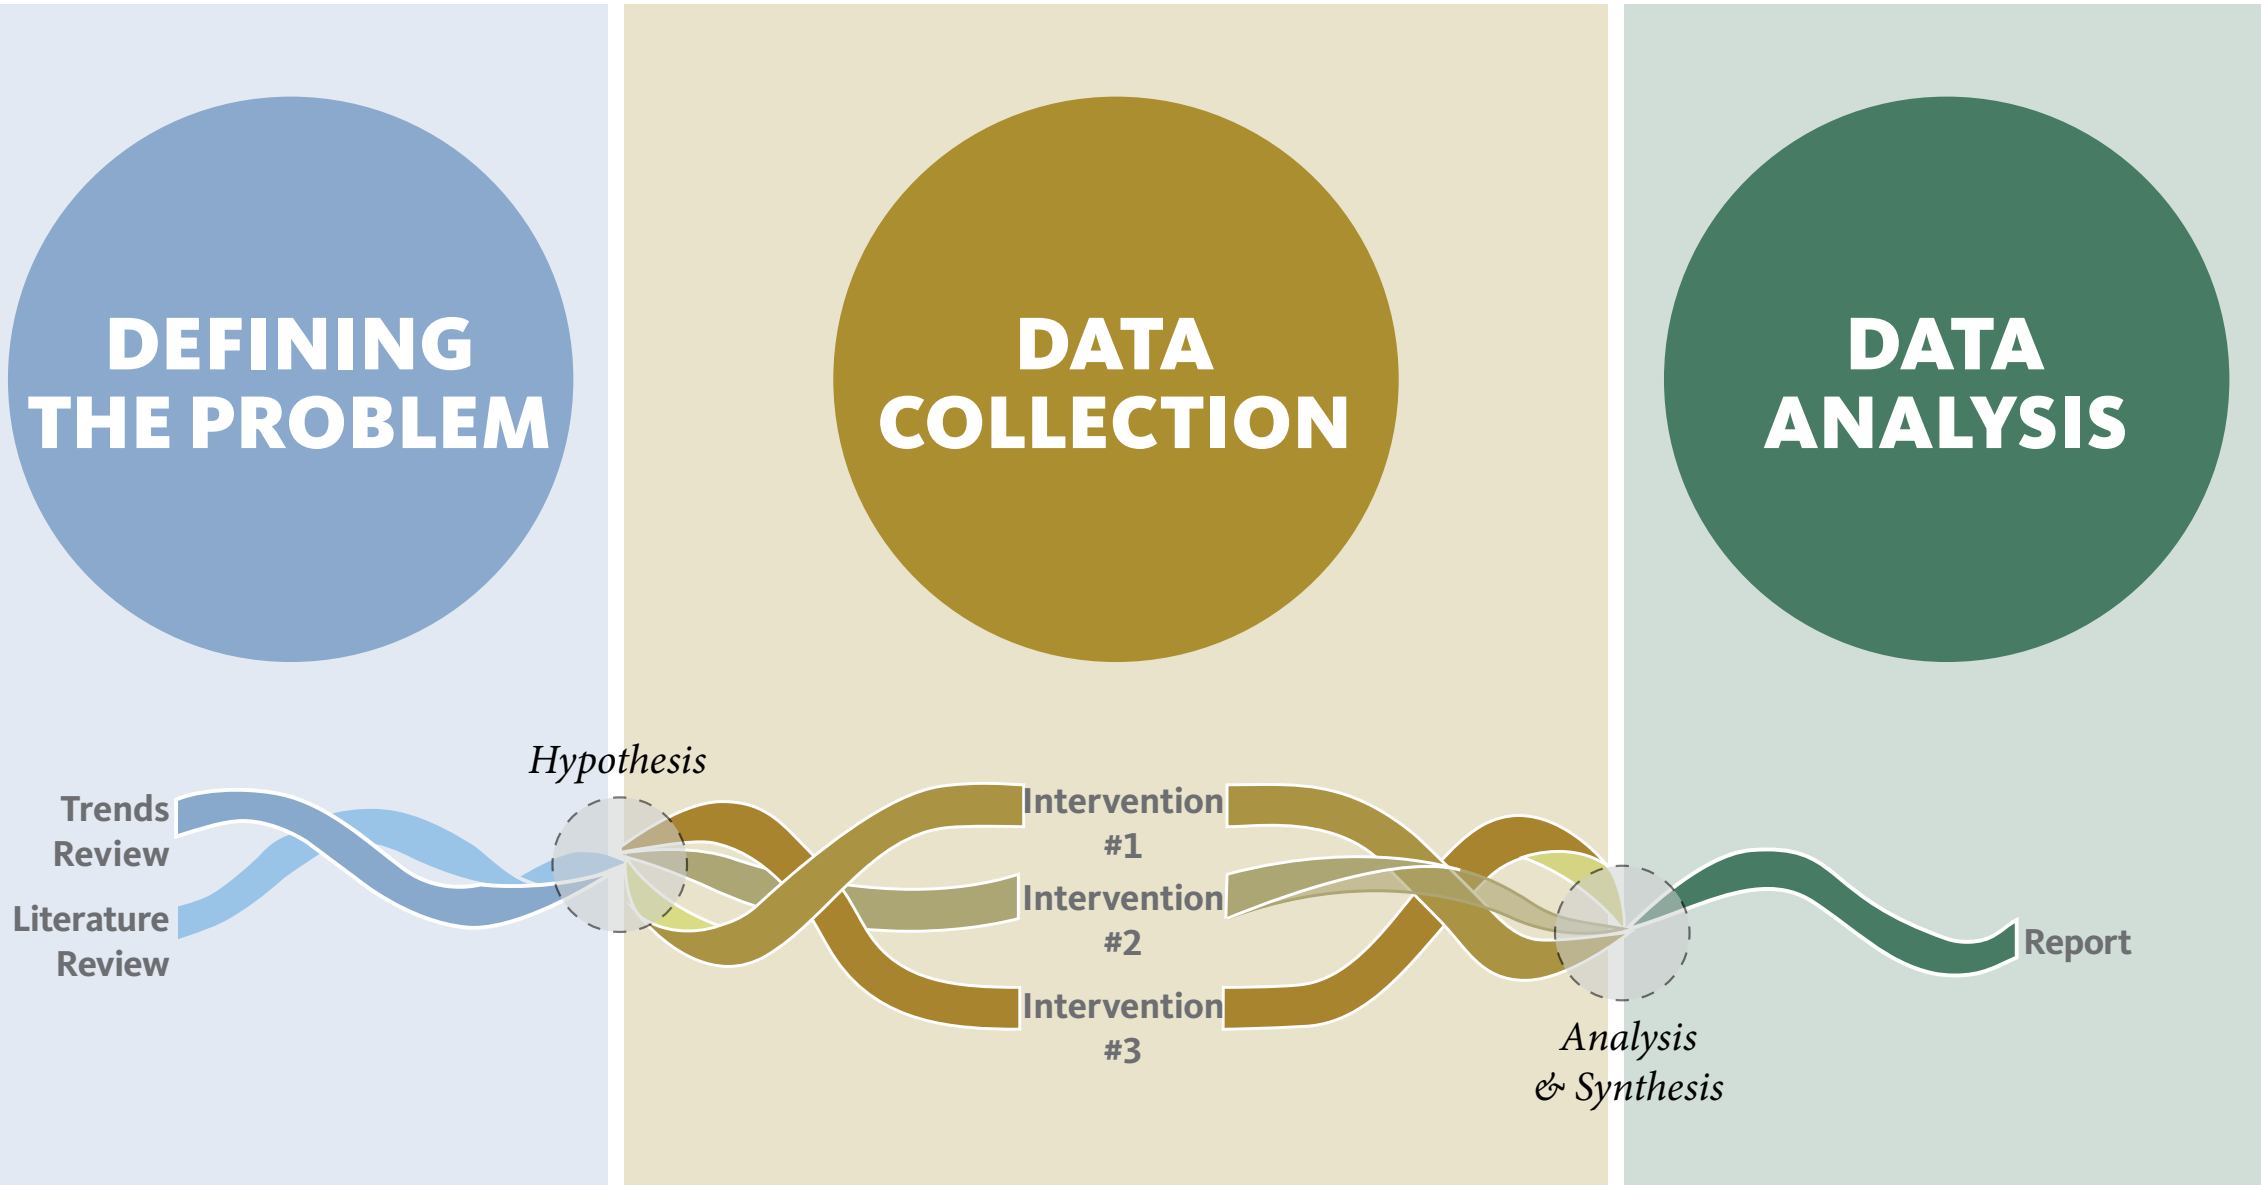 DEFINING
THE PROBLEM
DATA
COLLECTION
DATA
ANALYSIS
Hypothesis
Trends
Review
Literature
Review
Intervention
#1
Intervention
#2
Intervention
#3
Analysis
& Synthesis
Report